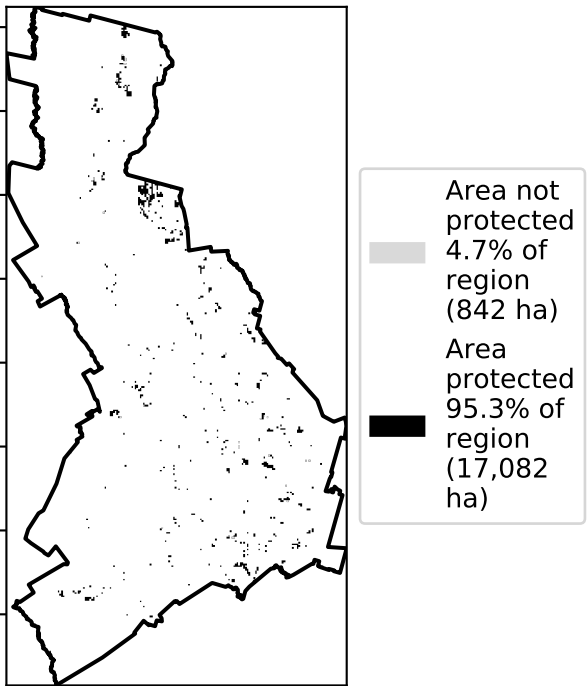 Area not
protected
4.7% of
region
(842 ha)
Area
protected
95.3% of
region
(17,082
ha)